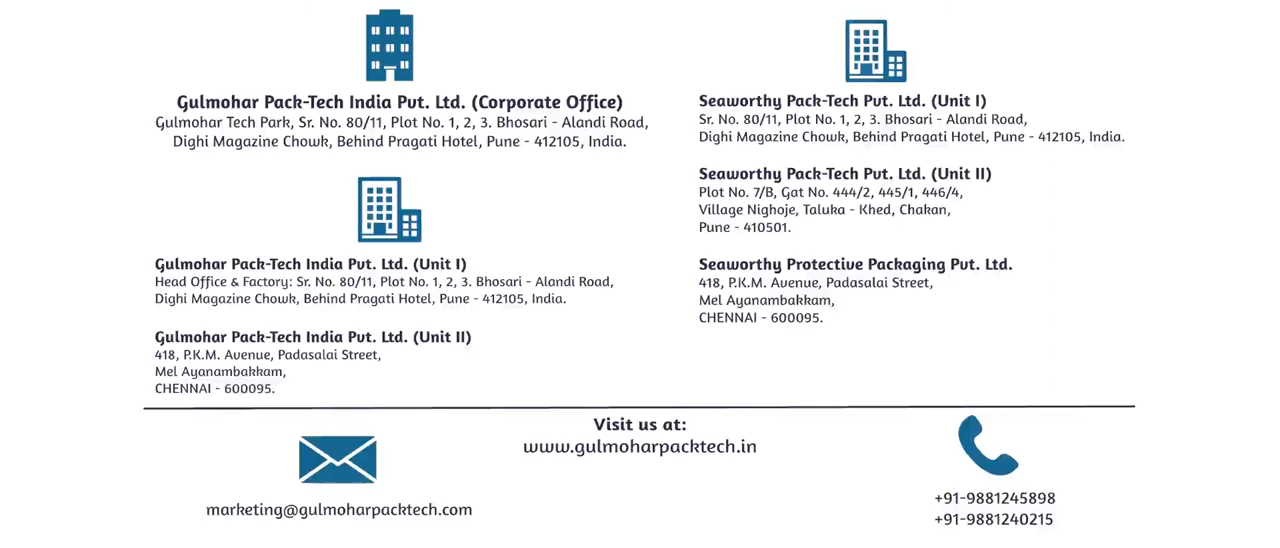 Gulmohar Pack-Tech India Pvt. Ltd. (Corporate Office)
Gulmohar Tech Park, Sr. No. 80/11, Plot No. 1, 2, 3. Bhosari - Alandi Road,
Dighi Magazine Chowk, Behind Pragati Hotel, Pune - 412105, India.
Gulmohar Pack-Tech India Pvt. Ltd. (Unit I)
Head Office & Factory: Sr. No. 80/11, Plot No. 1, 2, 3. Bhosari - Alandi Road,
Dighi Magazine Chowk, Behind Pragati Hotel, Pune - 412105, India.
Gulmohar Pack-Tech India Pvt. Ltd. (Unit II)
418, P.K.M. Avenue, Padasalai Street,
Mel Ayanambakkam,
CHENNAI - 600095.
Seaworthy Pack-Tech Pvt. Ltd. (Unit I)
Sr. No. 80/11, Plot No. 1, 2, 3. Bhosari - Alandi Road,
Dighi Magazine Chowk, Behind Pragati Hotel, Pune - 412105, India.
Seaworthy Pack-Tech Pvt. Ltd. (Unit II)
Plot No. 7/B, Gat No. 444/2, 445/1, 446/4,
Village Nighoje, Taluka - Khed, Chakan,
Pune - 410501.
Seaworthy Protective Packaging Pvt. Ltd.
418, P.K.M. Avenue, Padasalai Street,
Mel Ayanambakkam,
CHENNAI - 600095.
Visit us at:
www.gulmoharpacktech.in
marketing@gulmoharpacktech.com
+91-9881245898
+91-9881240215